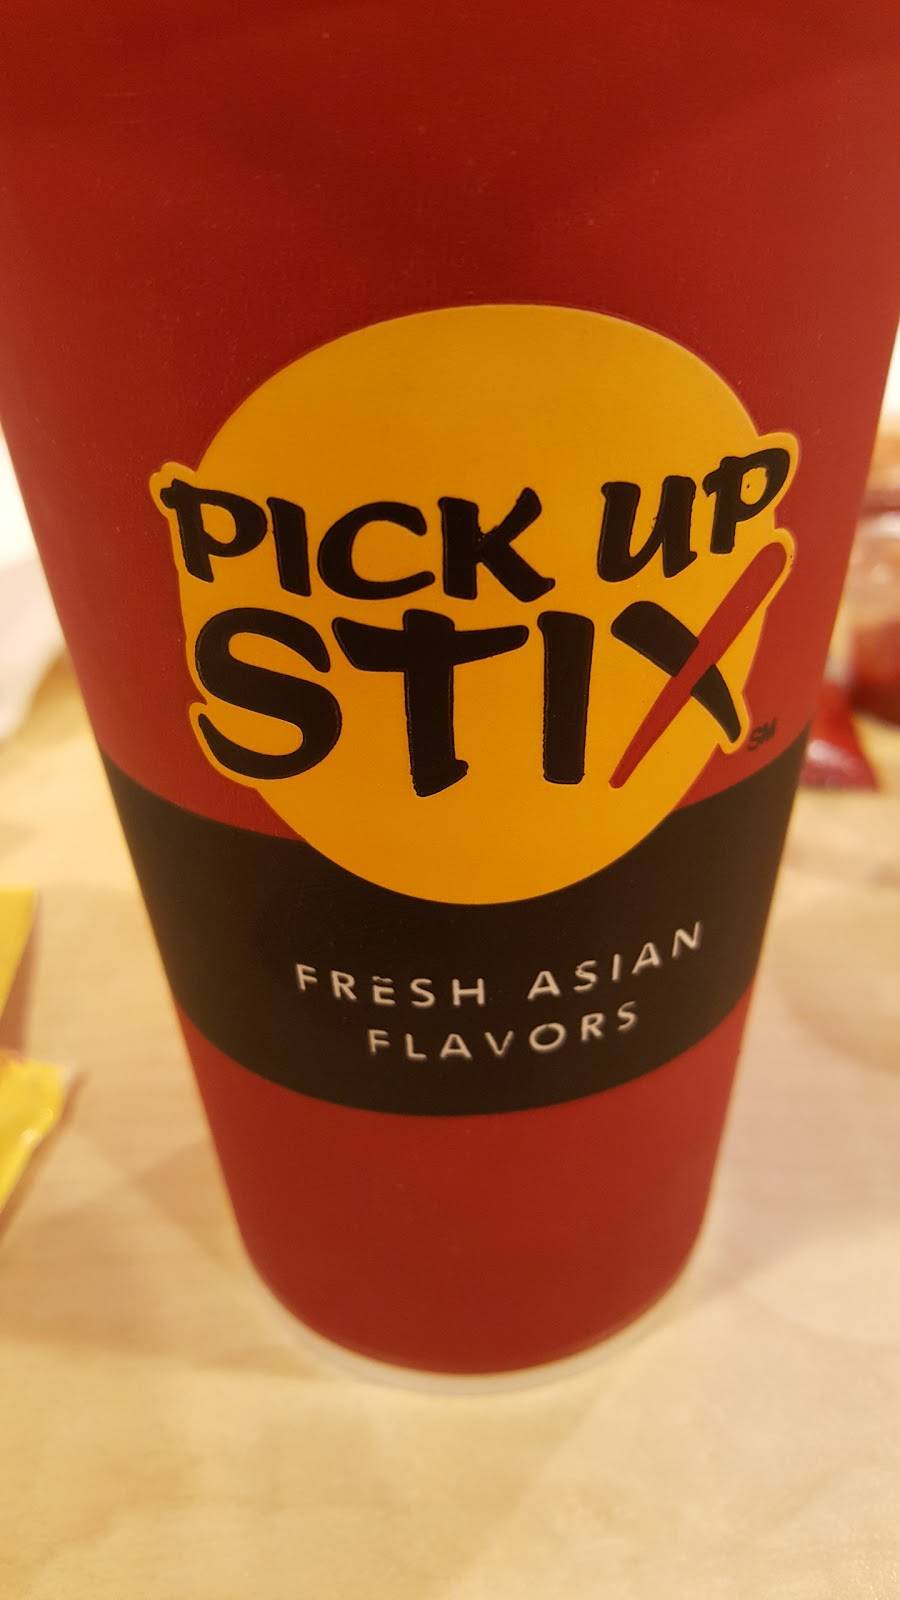 PICK UP
STIX SM
FRESH ASIAN
FLAVORS